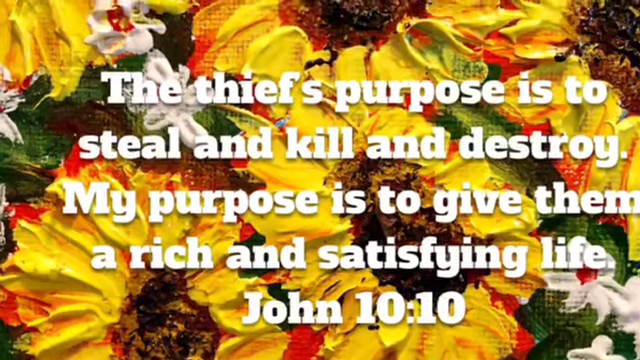 The thief's purpose is to
steal and kill and destroy.
My purpose is to give them
a rich and satisfying life.
John 10:10